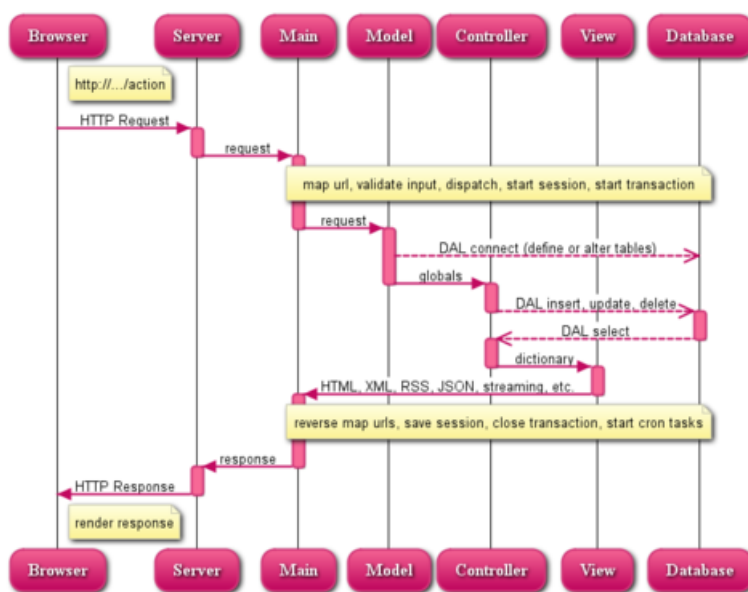 Browser Server Main Model Controller View Database
http://.../action
HTTP Request
request
map url, validate input, dispatch, start session, start transaction
request
DAL connect (define or alter tables)
globals
DAL insert, update, delete
DAL select
dictionary
HTML, XML, RSS, JSON, streaming, etc.
reverse map urls, save session, close transaction, start cron tasks
response
HTTP Response
render response
Browser Server Main Model Controller View Database